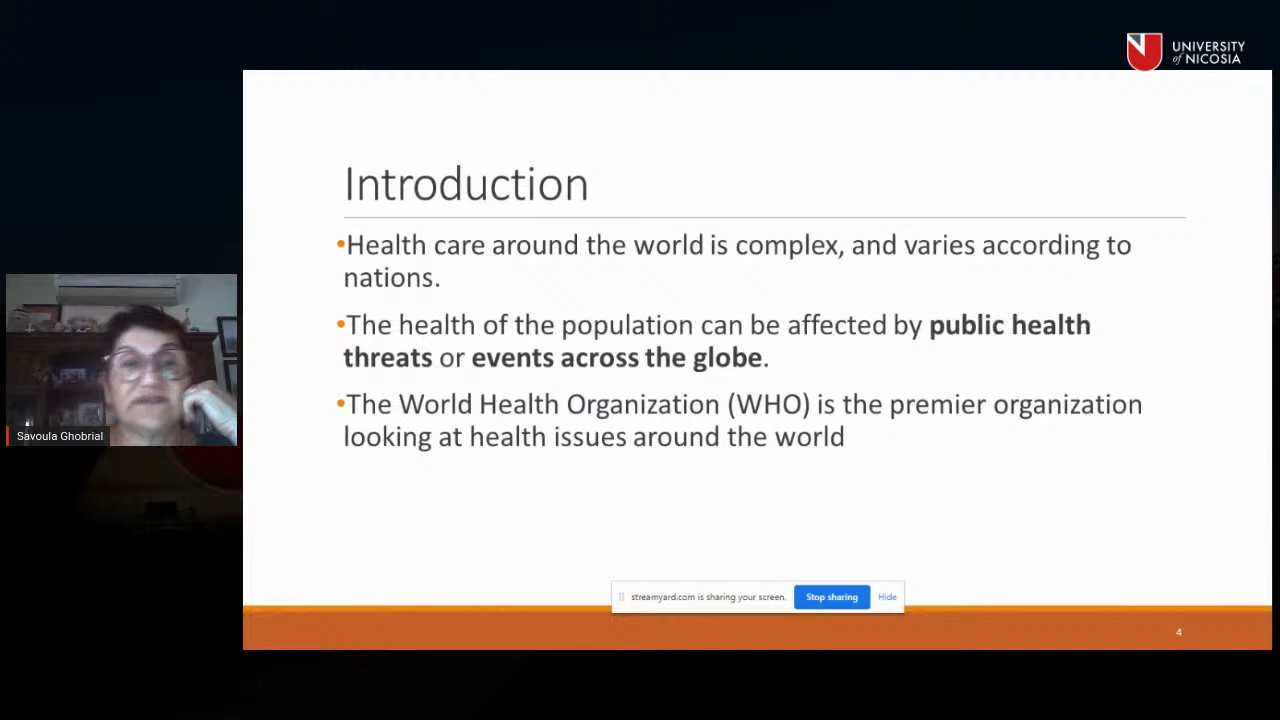 UNIVERSITY
of NICOSIA
Introduction
•Health care around the world is complex, and varies according to
nations.
•The health of the population can be affected by public health
threats or events across the globe.
•The World Health Organization (WHO) is the premier organization
looking at health issues around the world
Savoula Ghobrial
streamyard.com is sharing your screen. Stop sharing Hide
4